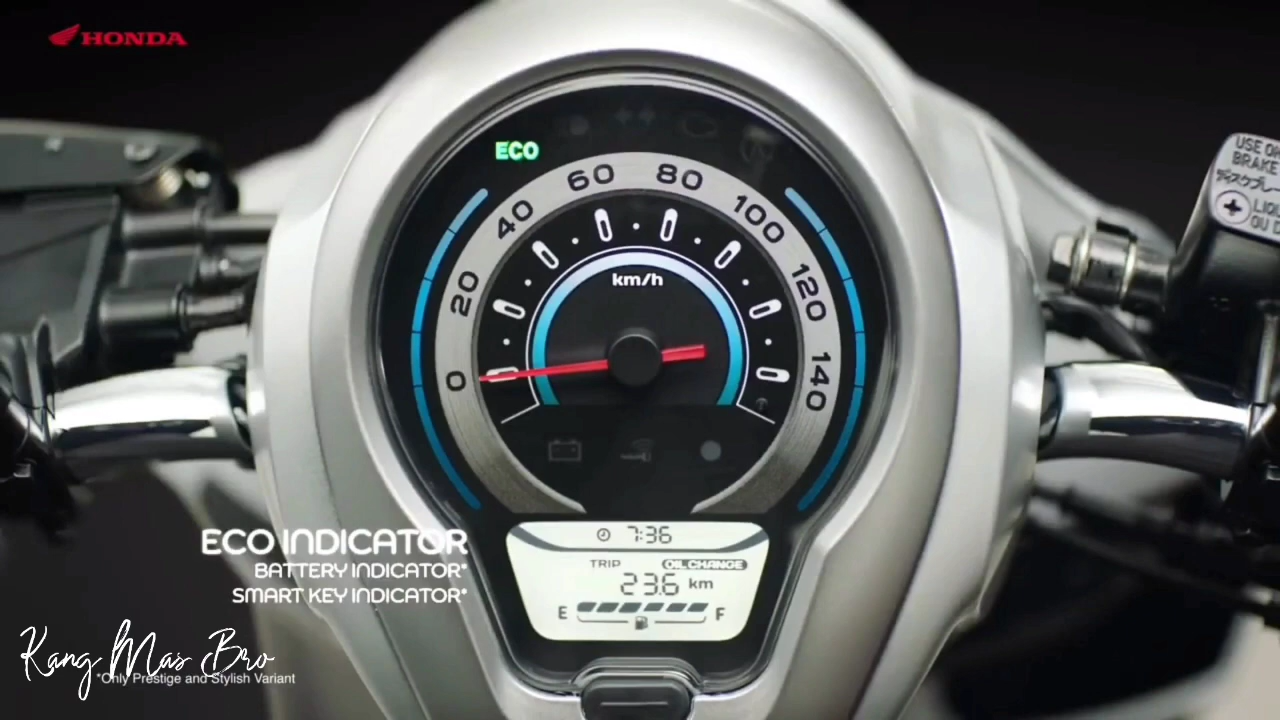 HONDA
ECO
0
20
40
60
80
100
120
140
km/h
USE
BRAKE
7:36
TRIP OIL CHANGE
23.6 km
E F
ECO INDICATOR
BATTERY INDICATOR*
SMART KEY INDICATOR*
Kang Mas Bro
*Only Prestige and Stylish Variant